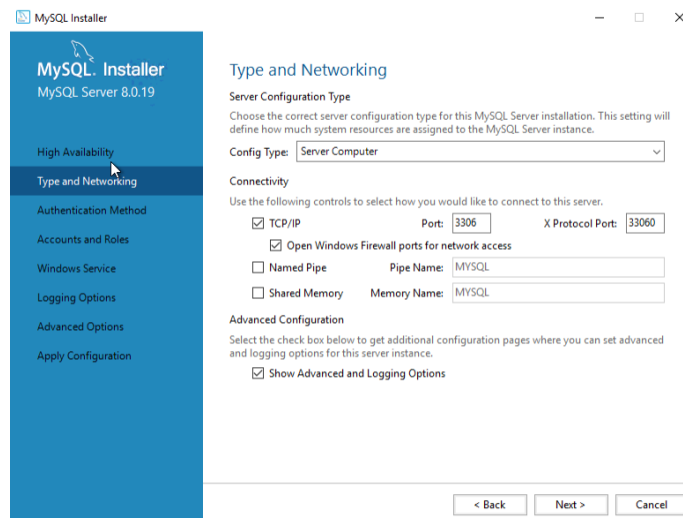 MySQL Installer
MySQL. Installer
MySQL Server 8.0.19
High Availability
Type and Networking
Authentication Method
Accounts and Roles
Windows Service
Logging Options
Advanced Options
Apply Configuration
Type and Networking
Server Configuration Type
Choose the correct server configuration type for this MySQL Server installation. This setting will
define how much system resources are assigned to the MySQL Server instance.
Config Type: Server Computer
Connectivity
Use the following controls to select how you would like to connect to this server.
TCP/IP Port: 3306 X Protocol Port: 33060
Open Windows Firewall ports for network access
Named Pipe Pipe Name: MYSQL
Shared Memory Memory Name: MYSQL
Advanced Configuration
Select the check box below to get additional configuration pages where you can set advanced
and logging options for this server instance.
Show Advanced and Logging Options
< Back Next > Cancel